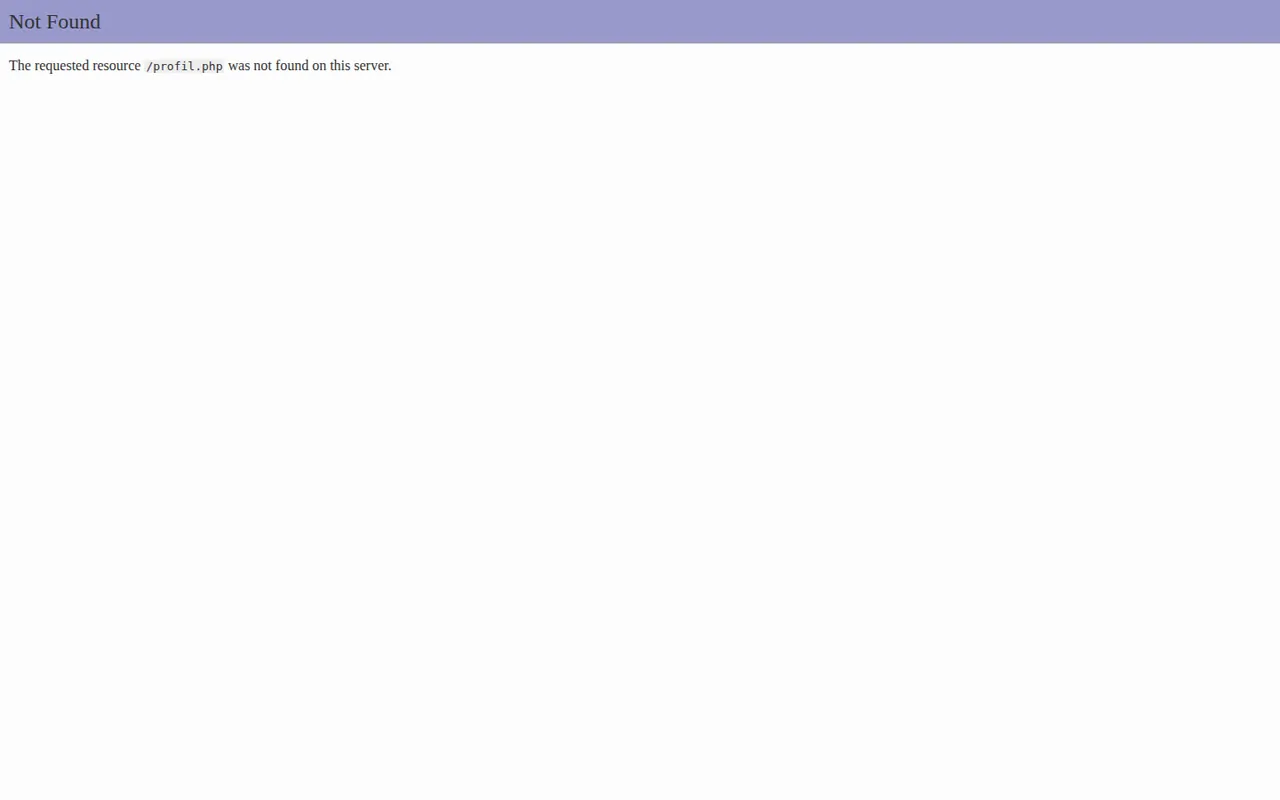 Not Found
The requested resource /profil.php was not found on this server.